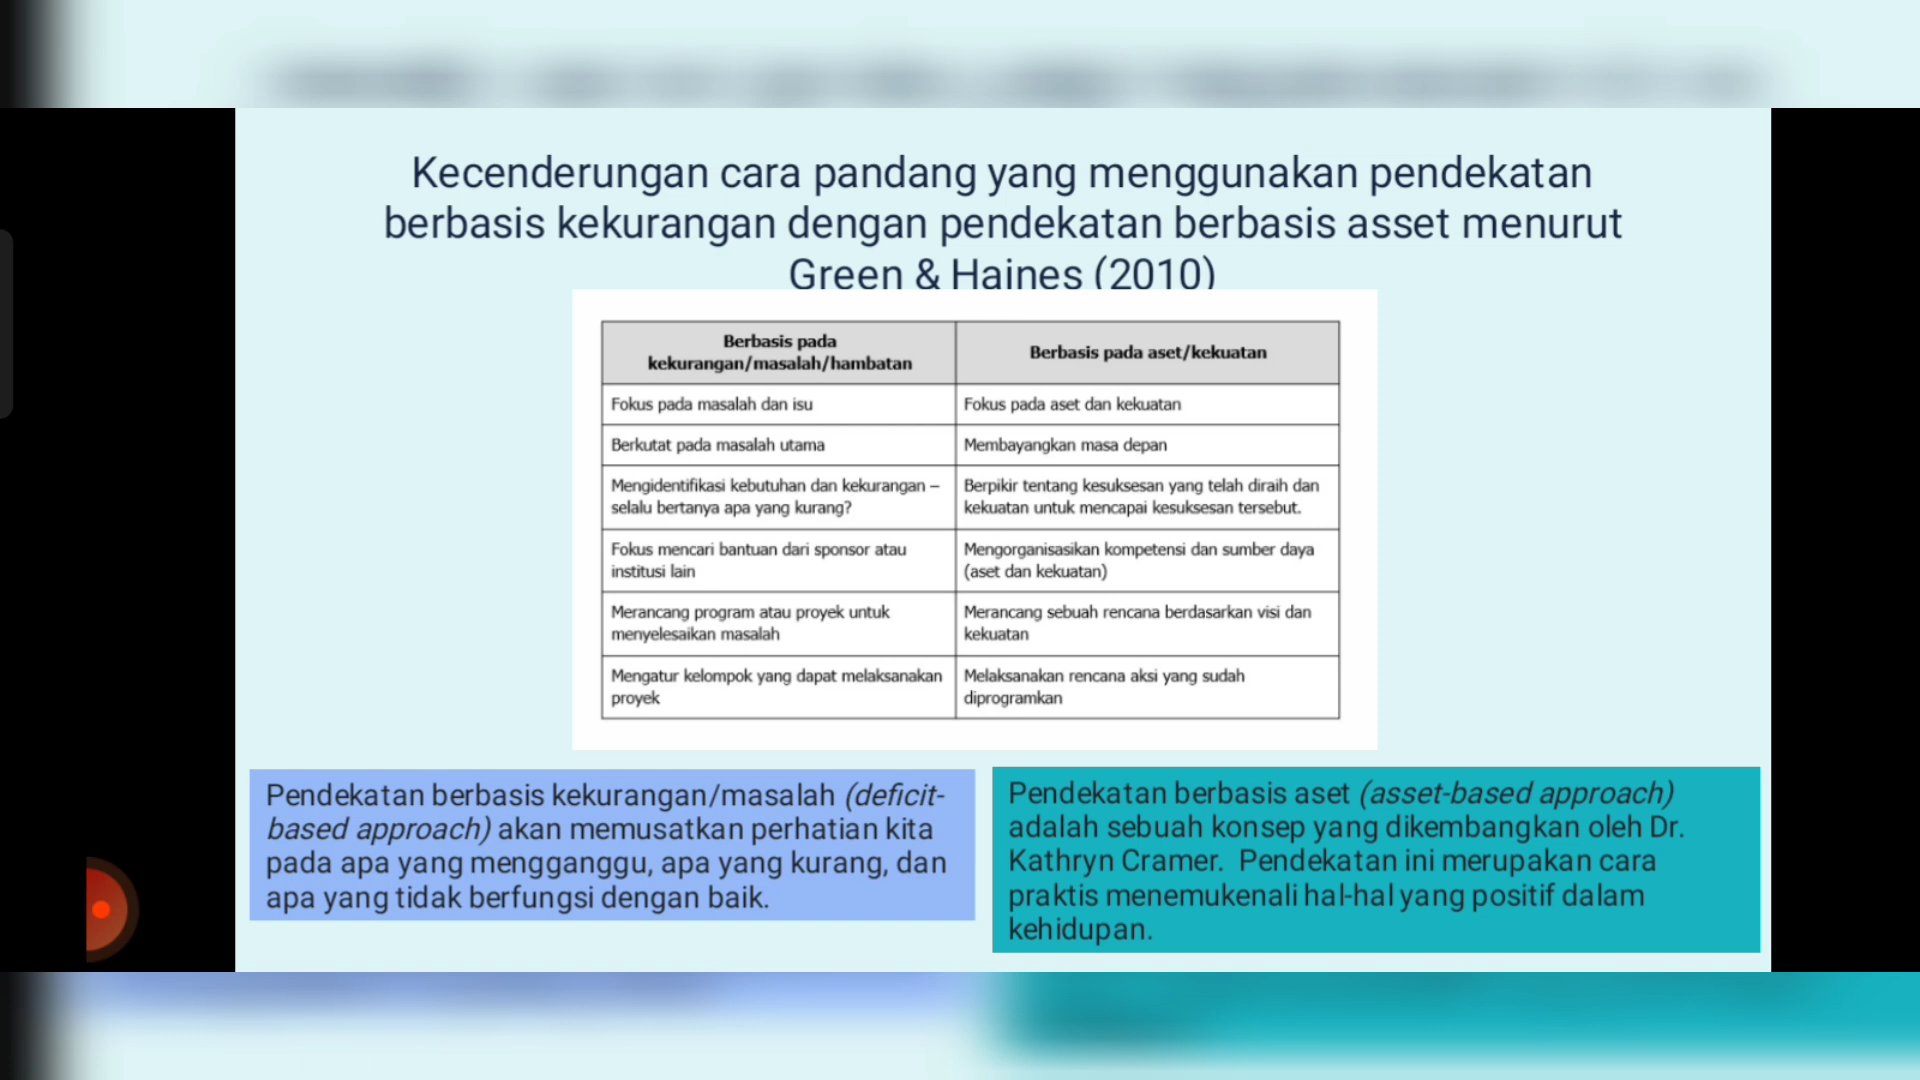 Kecenderungan cara pandang yang menggunakan pendekatan
berbasis kekurangan dengan pendekatan berbasis asset menurut
Green & Haines (2010)
Berbasis pada
kekurangan/masalah/hambatan
Berbasis pada aset/kekuatan
Fokus pada masalah dan isu
Fokus pada aset dan kekuatan
Berkutat pada masalah utama
Membayangkan masa depan
Mengidentifikasi kebutuhan dan kekurangan –
selalu bertanya apa yang kurang?
Berpikir tentang kesuksesan yang telah diraih dan
kekuatan untuk mencapai kesuksesan tersebut.
Fokus mencari bantuan dari sponsor atau
institusi lain
Mengorganisasikan kompetensi dan sumber daya
(aset dan kekuatan)
Merancang program atau proyek untuk
menyelesaikan masalah
Merancang sebuah rencana berdasarkan visi dan
kekuatan
Mengatur kelompok yang dapat melaksanakan
proyek
Melaksanakan rencana aksi yang sudah
diprogramkan
Pendekatan berbasis kekurangan/masalah (deficit-
based approach) akan memusatkan perhatian kita
pada apa yang mengganggu, apa yang kurang, dan
apa yang tidak berfungsi dengan baik.
Pendekatan berbasis aset (asset-based approach)
adalah sebuah konsep yang dikembangkan oleh Dr.
Kathryn Cramer. Pendekatan ini merupakan cara
praktis menemukenali hal-hal yang positif dalam
kehidupan.